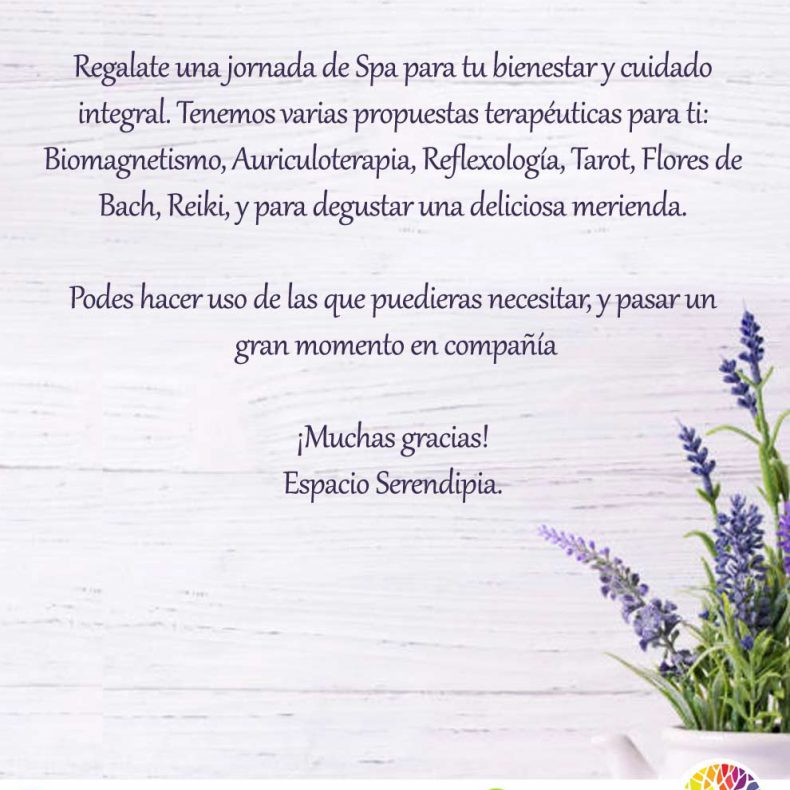 Regalate una jornada de Spa para tu bienestar y cuidado
integral. Tenemos varias propuestas terapéuticas para ti:
Biomagnetismo, Auriculoterapia, Reflexología, Tarot, Flores de
Bach, Reiki, y para degustar una deliciosa merienda.
Podes hacer uso de las que puedieras necesitar, y pasar un
gran momento en compañía
¡Muchas gracias!
Espacio Serendipia.